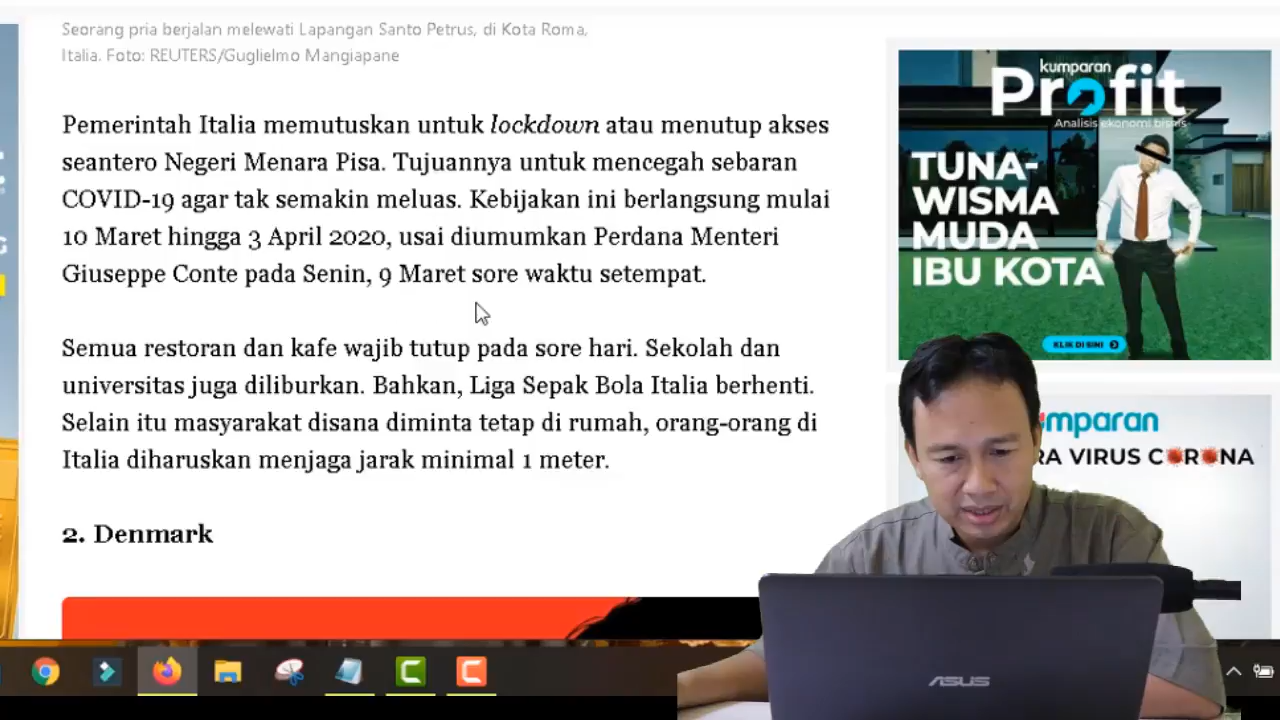 Seorang pria berjalan melewati Lapangan Santo Petrus, di Kota Roma,
Italia. Foto: REUTERS/Guglielmo Mangiapane
Pemerintah Italia memutuskan untuk lockdown atau menutup akses
seantero Negeri Menara Pisa. Tujuannya untuk mencegah sebaran
COVID-19 agar tak semakin meluas. Kebijakan ini berlangsung mulai
10 Maret hingga 3 April 2020, usai diumumkan Perdana Menteri
Giuseppe Conte pada Senin, 9 Maret sore waktu setempat.
Semua restoran dan kafe wajib tutup pada sore hari. Sekolah dan
universitas juga diliburkan. Bahkan, Liga Sepak Bola Italia berhenti.
Selain itu masyarakat disana diminta tetap di rumah, orang-orang di
Italia diharuskan menjaga jarak minimal 1 meter.
2. Denmark
kumparan
Profit
Analisis ekonomi bisnis
TUNA-
WISMA
MUDA
IBU KOTA
KLIK DI SINI
umparan
RA VIRUS CORONA
ASUS